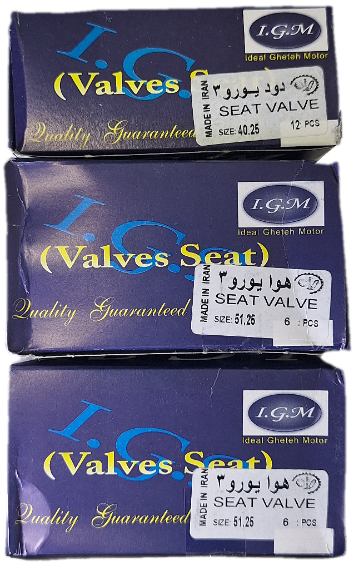 I.G.M
Ideal Gheteh Motor
I.G.
(Valves Sea
Quality Guaranteed
MADE IN IRAN
دود یورو ۳
SEAT VALVE
SIZE: 40.25 12 PCS
I.G.M
Ideal Gheteh Motor
I.G.
(Valves Seat)
Quality Guaranteed
MADE IN IRAN
هوا یورو ۳
SEAT VALVE
SIZE: 51.25 6 : PCS
I.G.M
Ideal Gheteh Motor
I.G.
(Valves Seat)
Quality Guaranteed
MADE IN IRAN
هوا یورو ۳
SEAT VALVE
SIZE: 51.25 6 : PCS